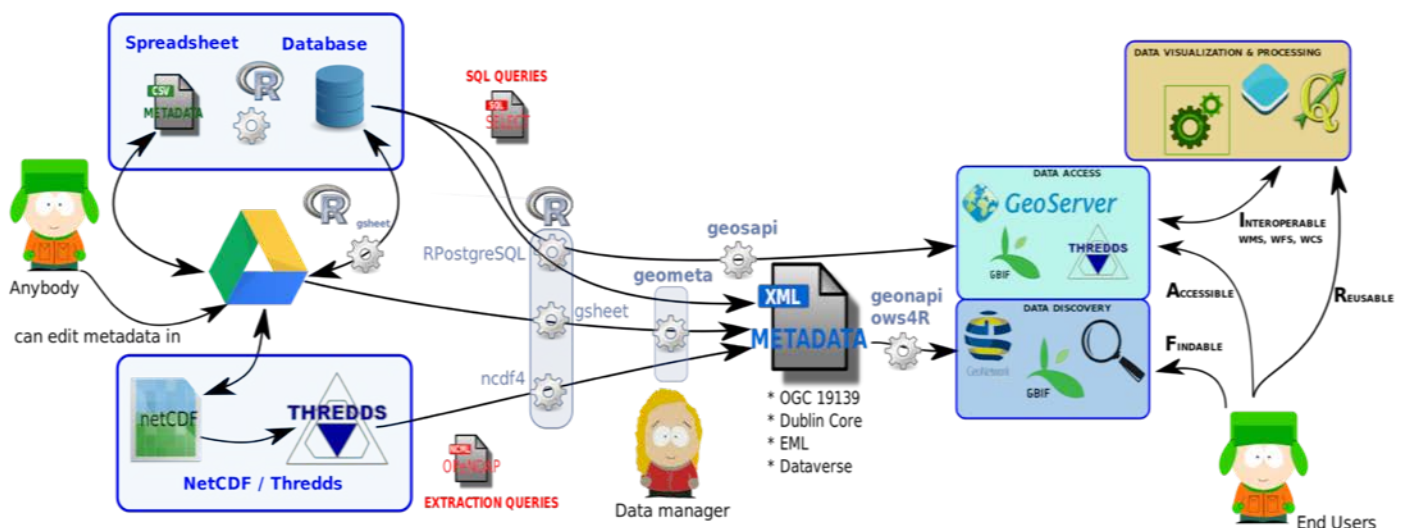 Spreadsheet
Database
CSV
METADATA
R
SQL QUERIES
SQL
SELECT
R
gsheet
Anybody
can edit metadata in
netCDF
THREDDS
NetCDF / Thredds
R
RPostgreSQL
gsheet
ncdf4
NCML
OPeNDAP
EXTRACTION QUERIES
geosapi
geometa
XML
METADATA
* OGC 19139
* Dublin Core
* EML
* Dataverse
Data manager
geonapi
ows4R
DATA VISUALIZATION & PROCESSING
DATA ACCESS
GeoServer
GBIF
THREDDS
DATA DISCOVERY
GeoNetwork
GBIF
INTEROPERABLE
WMS, WFS, WCS
ACCESSIBLE
REUSABLE
FINDABLE
End Users